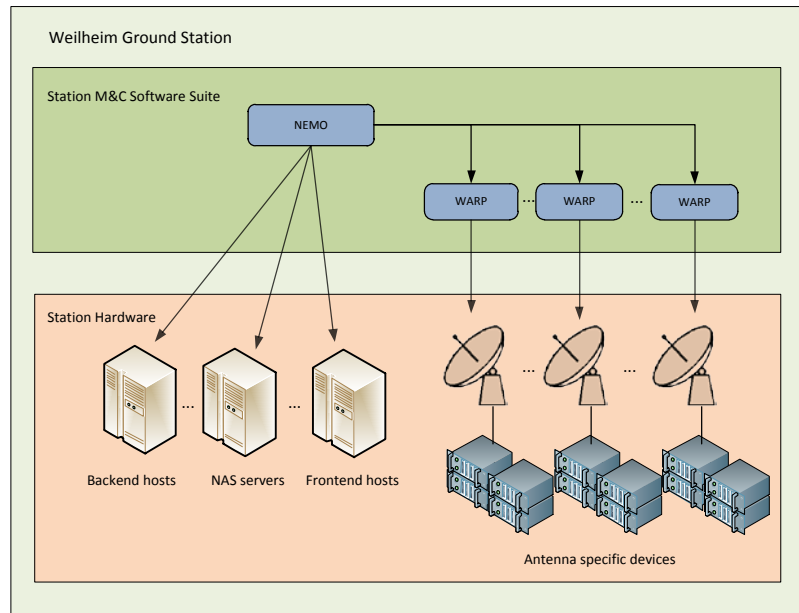 Weilheim Ground Station
Station M&C Software Suite
NEMO
WARP ... WARP ... WARP
Station Hardware
... ...
... ...
Backend hosts NAS servers Frontend hosts
Antenna specific devices